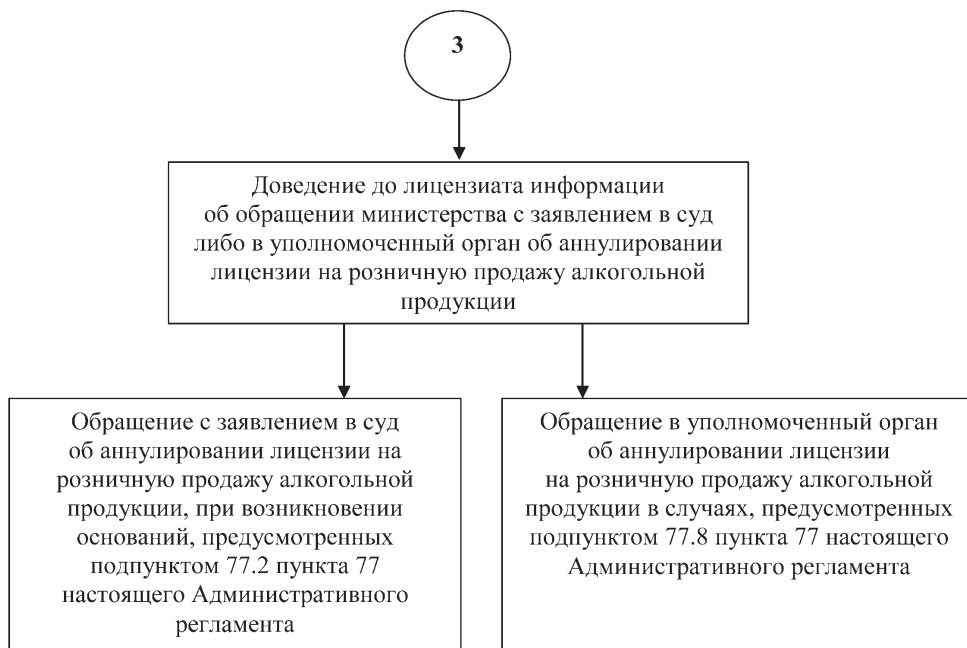 3
Доведение до лицензиата информации
об обращении министерства с заявлением в суд
либо в уполномоченный орган об аннулировании
лицензии на розничную продажу алкогольной
продукции
Обращение с заявлением в суд
об аннулировании лицензии на
розничную продажу алкогольной
продукции, при возникновении
оснований, предусмотренных
подпунктом 77.2 пункта 77
настоящего Административного
регламента
Обращение в уполномоченный орган
об аннулировании лицензии
на розничную продажу алкогольной
продукции в случаях, предусмотренных
подпунктом 77.8 пункта 77 настоящего
Административного регламента